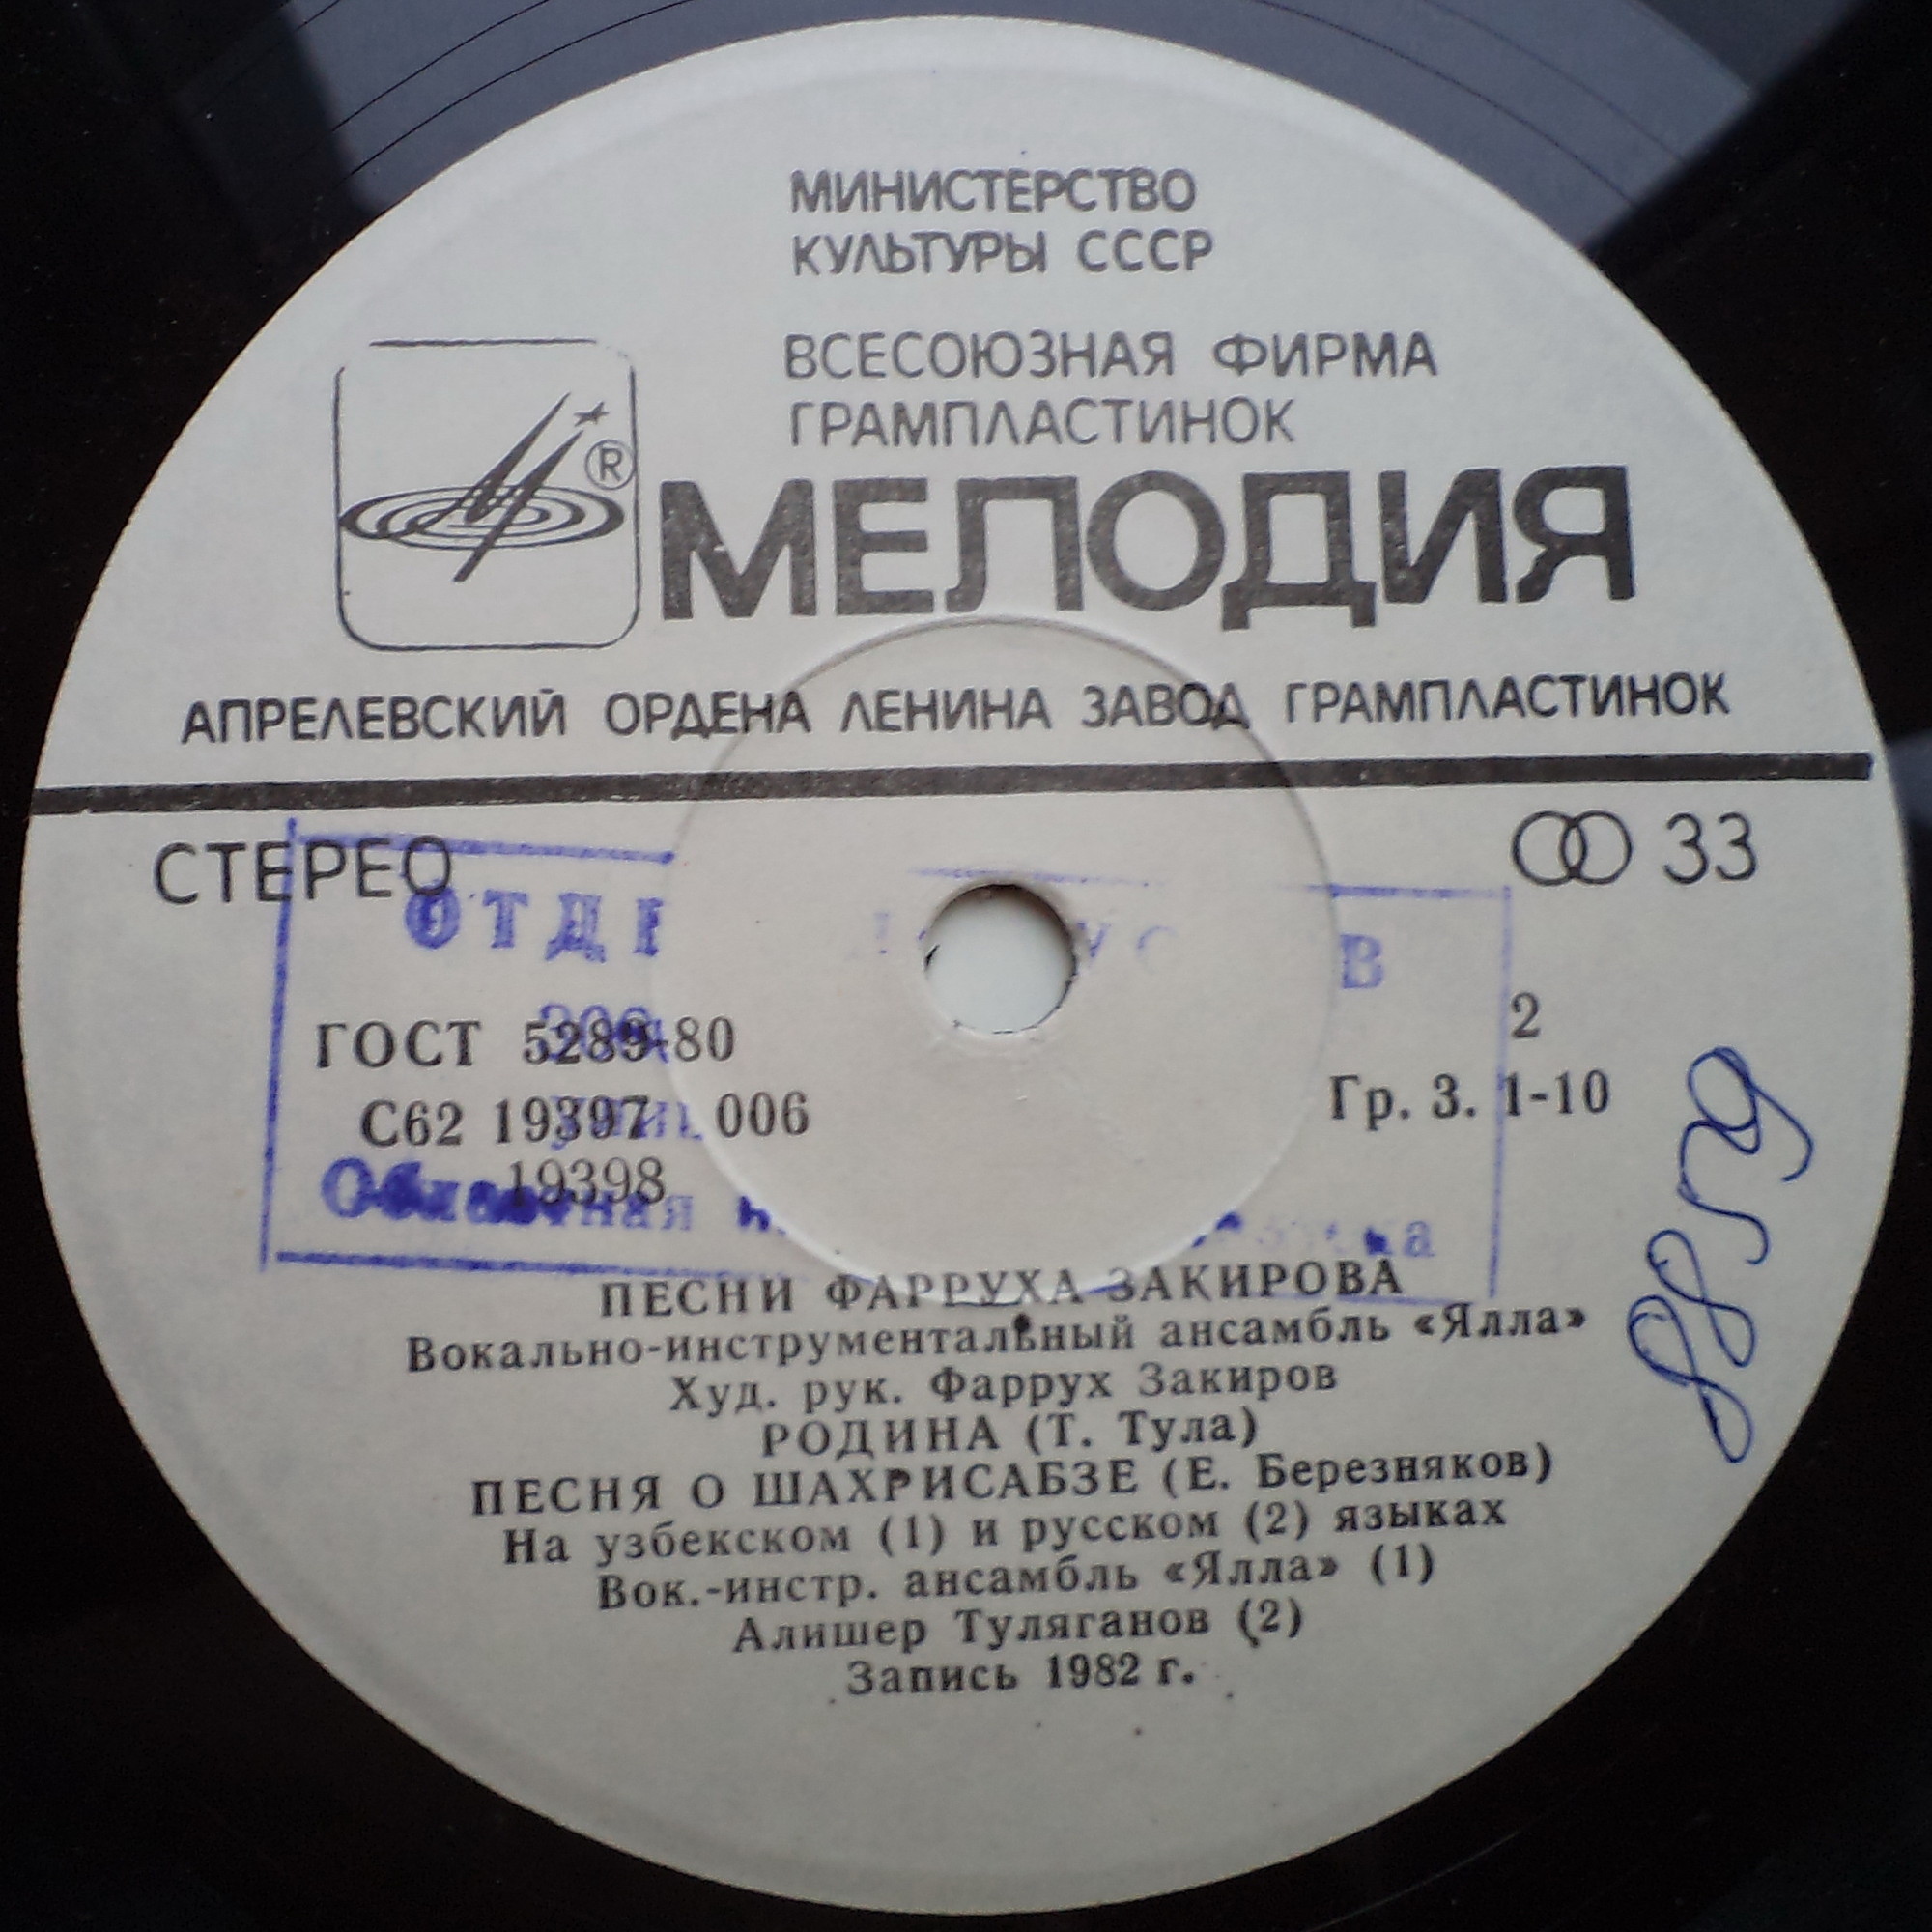 МИНИСТЕРСТВО
КУЛЬТУРЫ СССР
ВСЕСОЮЗНАЯ ФИРМА
ГРАМПЛАСТИНОК
®
МЕЛОДИЯ
АПРЕЛЕВСКИЙ ОРДЕНА ЛЕНИНА ЗАВОД ГРАМПЛАСТИНОК
СТЕРЕО 33
ГОСТ 5289-80 2
С62 19397 006 Гр. 3. 1-10
19398
Областная
ПЕСНИ ФАРРУХА ЗАКИРОВА
Вокально-инструментальный ансамбль «Ялла»
Худ. рук. Фаррух Закиров
РОДИНА (Т. Тула)
ПЕСНЯ О ШАХРИСАБЗЕ (Е. Березняков)
На узбекском (1) и русском (2) языках
Вок.-инстр. ансамбль «Ялла» (1)
Алишер Туляганов (2)
Запись 1982 г.